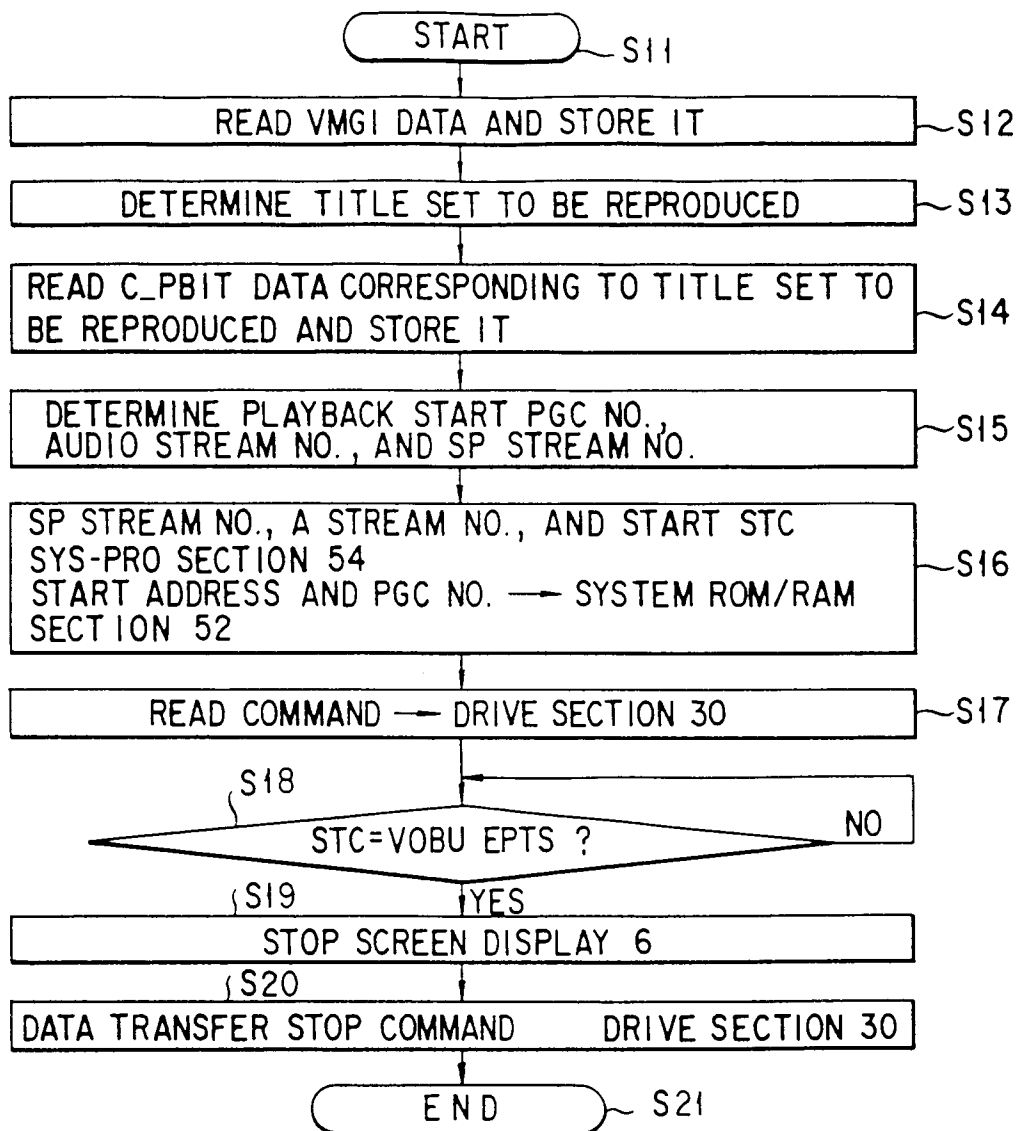 START
S11
READ VMGI DATA AND STORE IT
S12
DETERMINE TITLE SET TO BE REPRODUCED
S13
READ C_PBIT DATA CORRESPONDING TO TITLE SET TO
BE REPRODUCED AND STORE IT
S14
DETERMINE PLAYBACK START PGC NO.,
AUDIO STREAM NO., AND SP STREAM NO.
S15
SP STREAM NO., A STREAM NO., AND START STC
SYS-PRO SECTION 54
START ADDRESS AND PGC NO. → SYSTEM ROM/RAM
SECTION 52
S16
READ COMMAND → DRIVE SECTION 30
S17
S18
STC=VOBU EPTS ?
NO
YES
S19
STOP SCREEN DISPLAY 6
S20
DATA TRANSFER STOP COMMAND DRIVE SECTION 30
END
S21